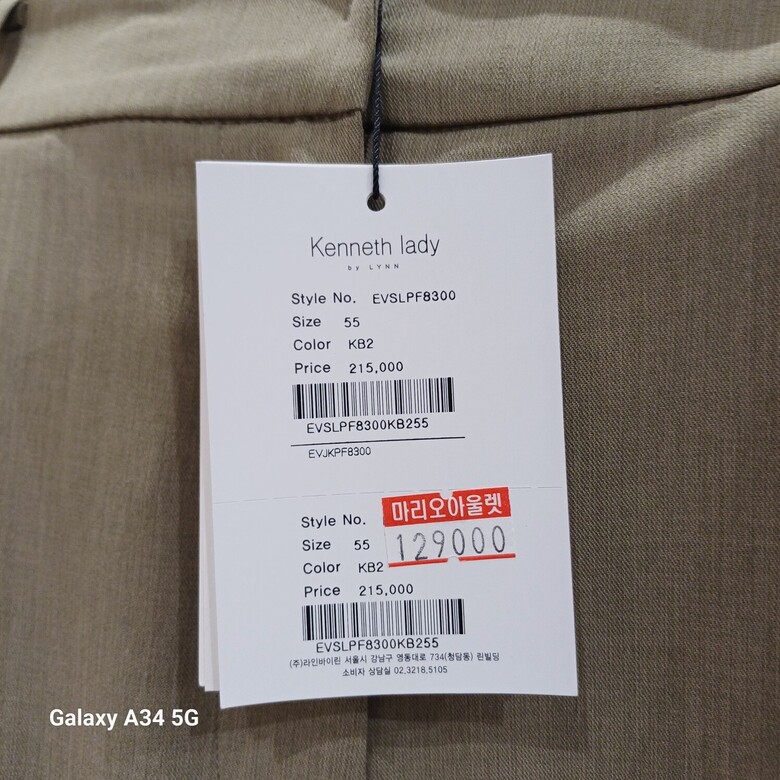 Kenneth lady
by LYNN
Style No. EVSLPF8300
Size 55
Color KB2
Price 215,000
EVSLPF8300KB255
EVJKPF8300
마리오아울렛
129000
Style No.
Size 55
Color KB2
Price 215,000
EVSLPF8300KB255
(주)라인바이린 서울시 강남구 영동대로 734(청담동) 린빌딩
소비자 상담실 02.3218.5105
Galaxy A34 5G